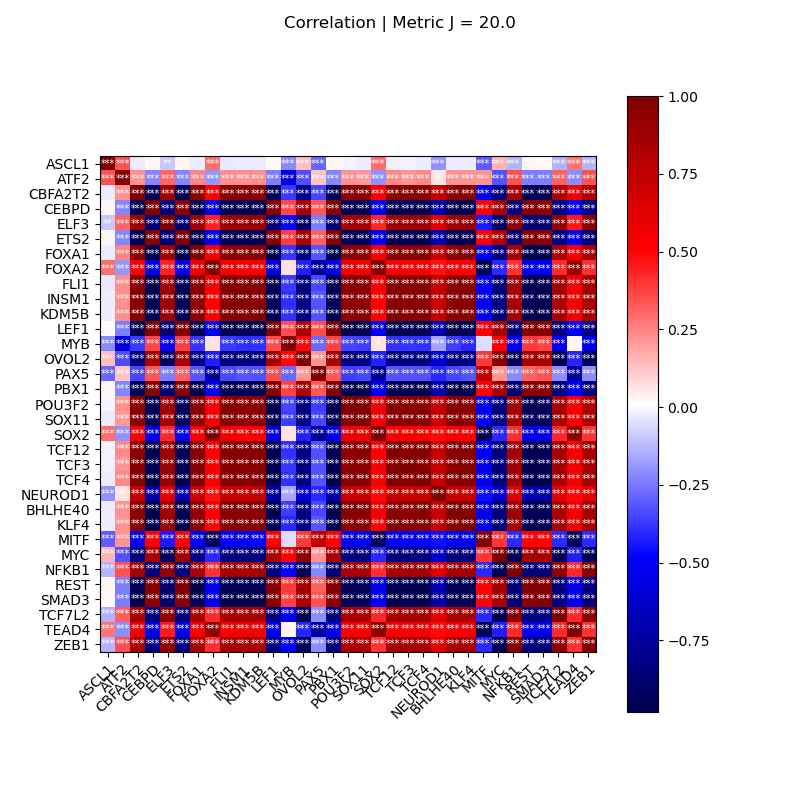 Correlation | Metric J = 20.0
ASCL1
ATF2
CBFA2T2
CEBPD
ELF3
ETS2
FOXA1
FOXA2
FLI1
INSM1
KDM5B
LEF1
MYB
OVOL2
PAX5
PBX1
POU3F2
SOX11
SOX2
TCF12
TCF3
TCF4
NEUROD1
BHLHE40
KLF4
MITF
MYC
NFKB1
REST
SMAD3
TCF7L2
TEAD4
ZEB1
ASCL1
ATF2
CBFA2T2
CEBPD
ELF3
ETS2
FOXA1
FOXA2
FLI1
INSM1
KDM5B
LEF1
MYB
OVOL2
PAX5
PBX1
POU3F2
SOX11
SOX2
TCF12
TCF3
TCF4
NEUROD1
BHLHE40
KLF4
MITF
MYC
NFKB1
REST
SMAD3
TCF7L2
TEAD4
ZEB1
1.00
0.75
0.50
0.25
0.00
−0.25
−0.50
−0.75